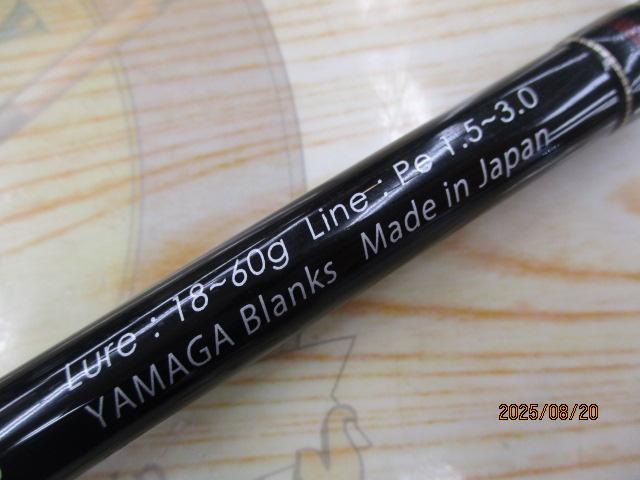 Lure : 18~60g Line : Pe 1.5~3.0
YAMAGA Blanks Made in Japan
2025/08/20